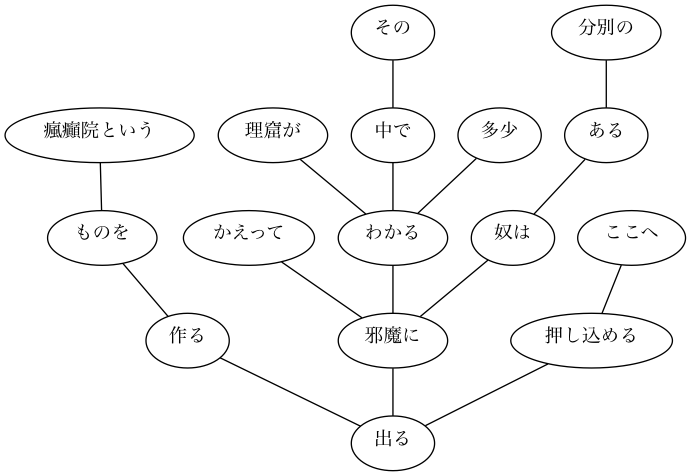 その
分別の
瘋癲院という
理窟が
中で
多少
ある
ものを
かえって
わかる
奴は
ここへ
作る
邪魔に
押し込める
出る